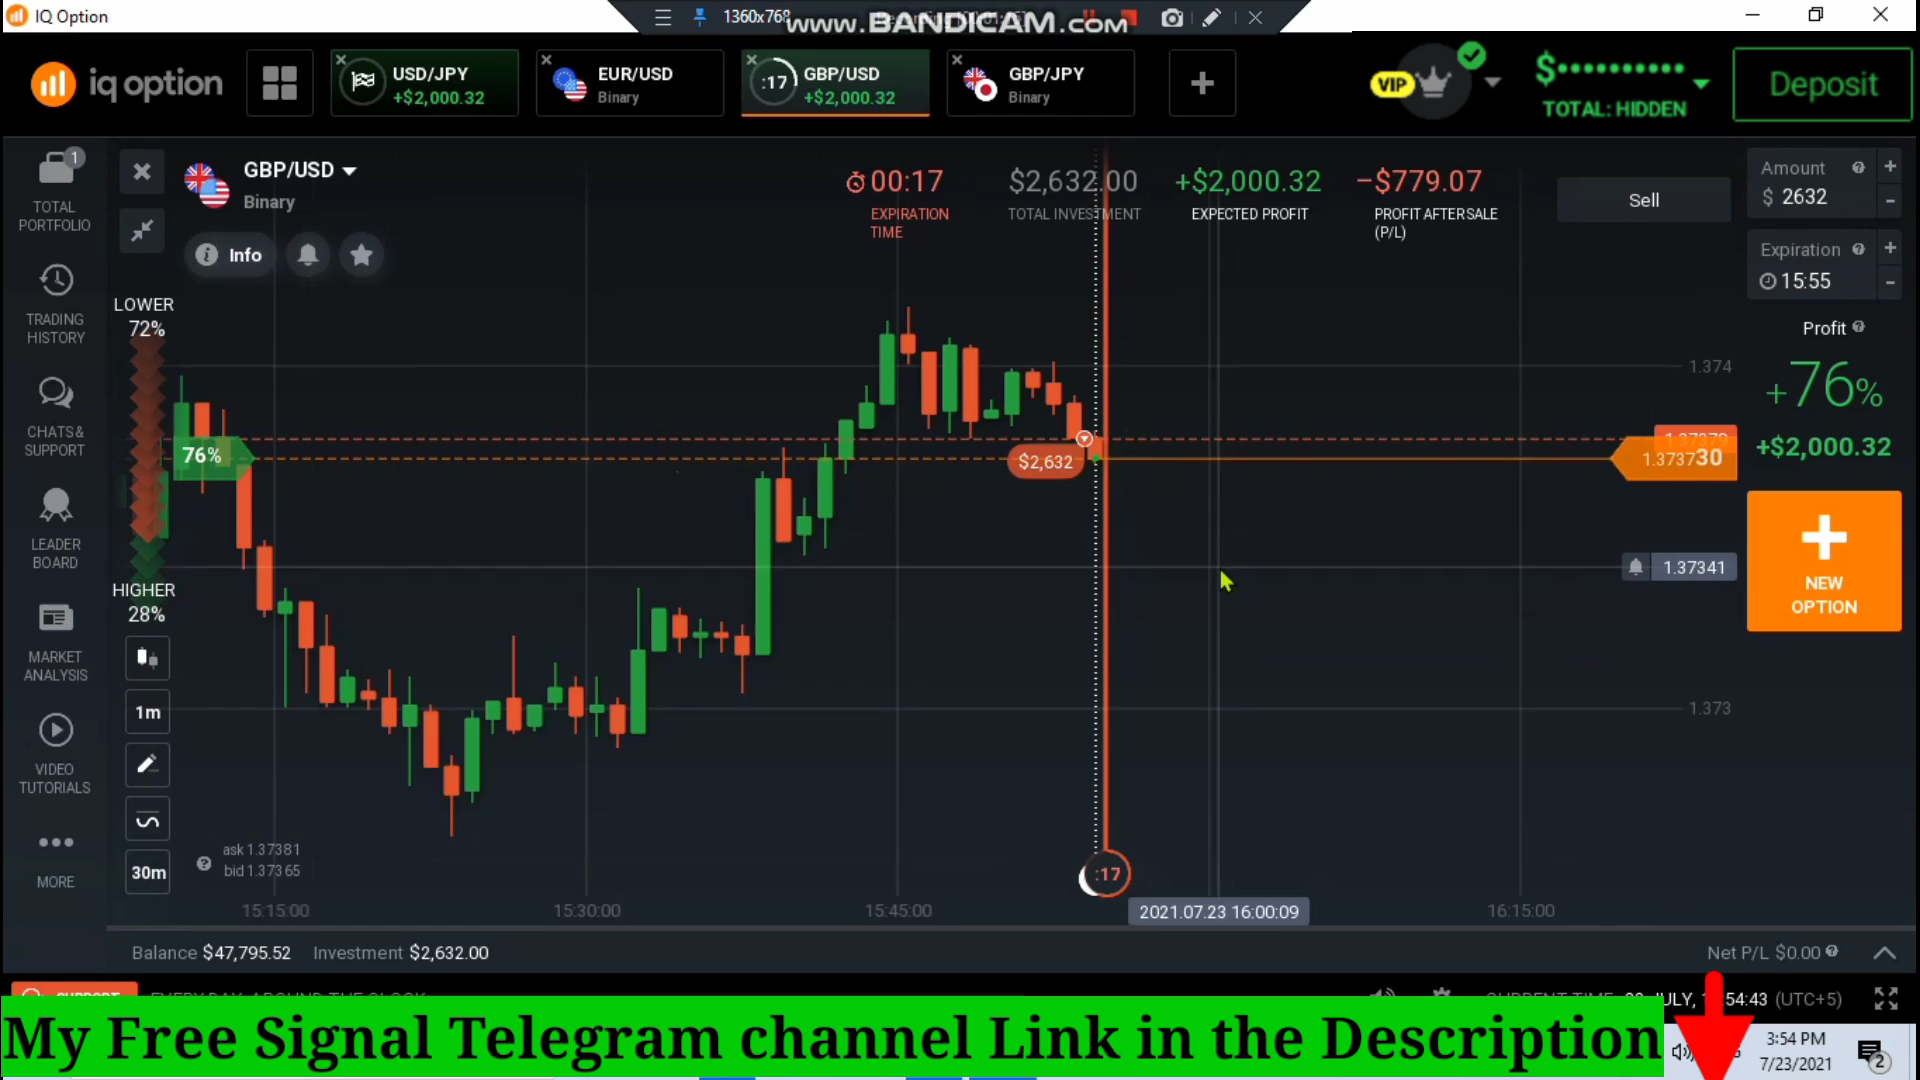 IQ Option
1360x768
www.BANDICAM.com
iq option
USD/JPY
+$2,000.32
EUR/USD
Binary
:17
GBP/USD
+$2,000.32
GBP/JPY
Binary
VIP
$••••••••••
TOTAL: HIDDEN
Deposit
1
TOTAL
PORTFOLIO
TRADING
HISTORY
CHATS &
SUPPORT
LEADER
BOARD
MARKET
ANALYSIS
VIDEO
TUTORIALS
MORE
GBP/USD
Binary
Info
00:17
EXPIRATION
TIME
$2,632.00
TOTAL INVESTMENT
+$2,000.32
EXPECTED PROFIT
-$779.07
PROFIT AFTER SALE
(P/L)
Sell
Amount
$ 2632
Expiration
15:55
Profit
+76%
+$2,000.32
NEW
OPTION
LOWER
72%
76%
HIGHER
28%
$2,632
1.374
1.373730
1.37341
1.373
1m
30m
ask 1.37381
bid 1.37365
:17
15:15:00
15:30:00
15:45:00
2021.07.23 16:00:09
16:15:00
Balance $47,795.52
Investment $2,632.00
Net P/L $0.00
54:43 (UTC+5)
My Free Signal Telegram channel Link in the Description
3:54 PM
7/23/2021
2